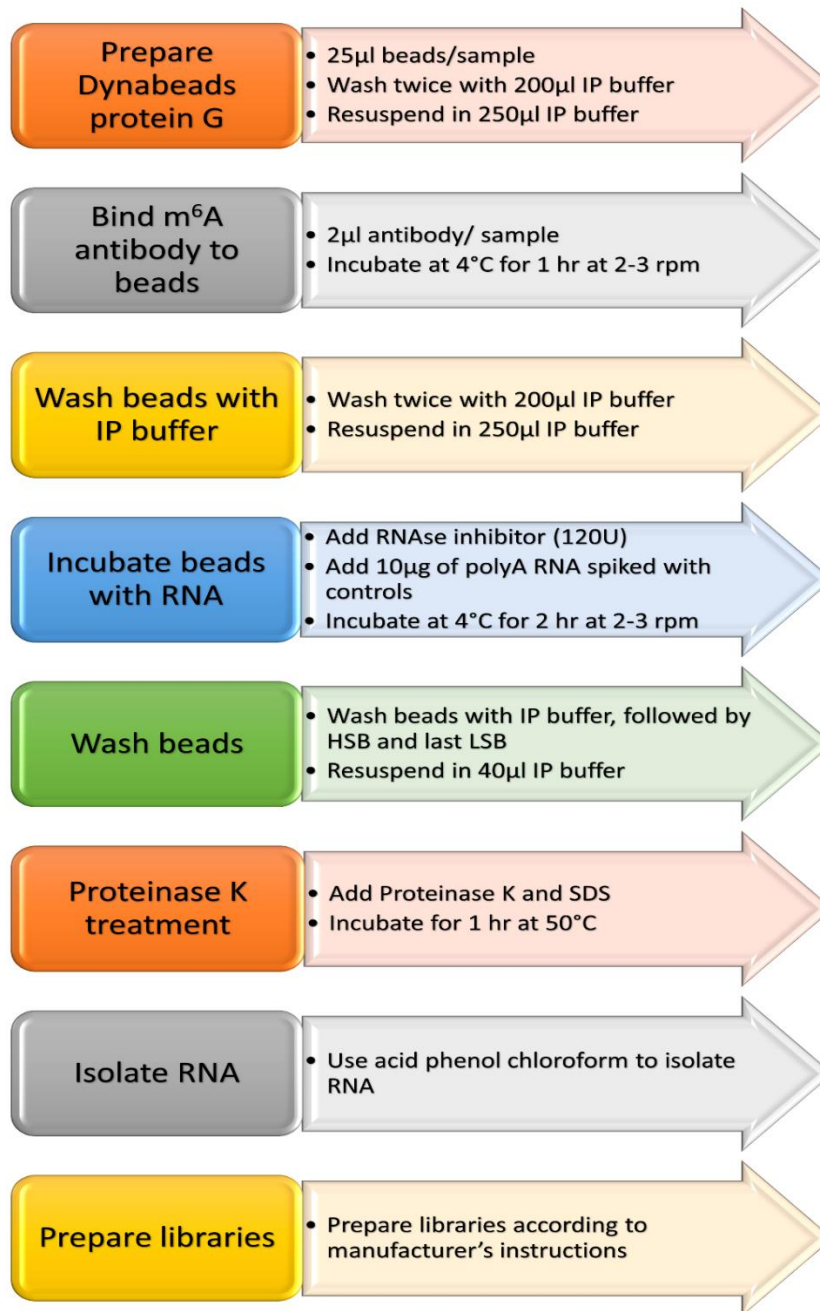 Prepare
Dynabeads
protein G
• 25µl beads/sample
• Wash twice with 200µl IP buffer
• Resuspend in 250µl IP buffer
Bind m⁶A
antibody to
beads
• 2µl antibody/ sample
• Incubate at 4°C for 1 hr at 2-3 rpm
Wash beads with
IP buffer
• Wash twice with 200µl IP buffer
• Resuspend in 250µl IP buffer
Incubate beads
with RNA
• Add RNAse inhibitor (120U)
• Add 10µg of polyA RNA spiked with
controls
• Incubate at 4°C for 2 hr at 2-3 rpm
Wash beads
• Wash beads with IP buffer, followed by
HSB and last LSB
• Resuspend in 40µl IP buffer
Proteinase K
treatment
• Add Proteinase K and SDS
• Incubate for 1 hr at 50°C
Isolate RNA
• Use acid phenol chloroform to isolate
RNA
Prepare libraries
• Prepare libraries according to
manufacturer’s instructions